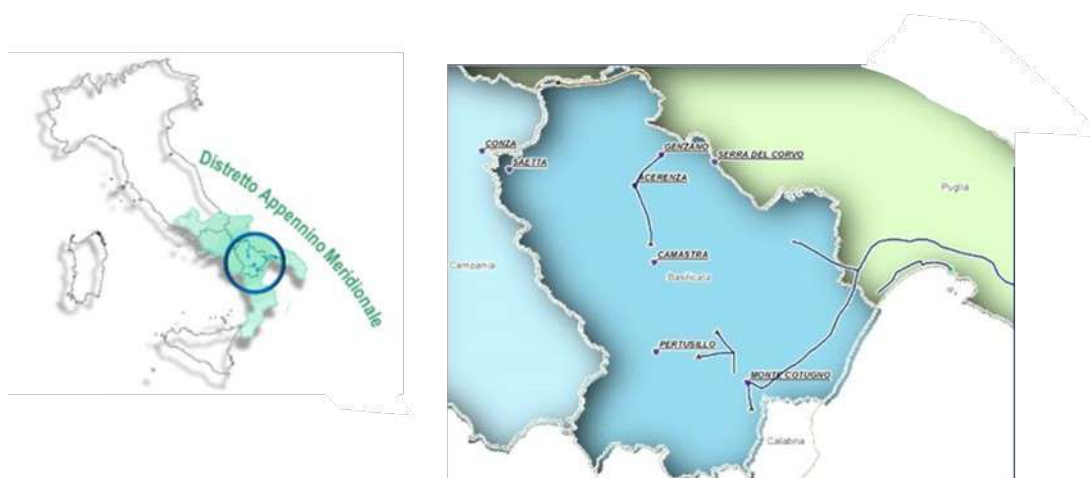 Distretto Appennino Meridionale
CONZA
SAETTA
GENZANO
SERRA DEL CORVO
ACERENZA
Puglia
CAMASTRA
Campania
Basilicata
PERTUSILLO
MONTE COTUGNO
Calabria